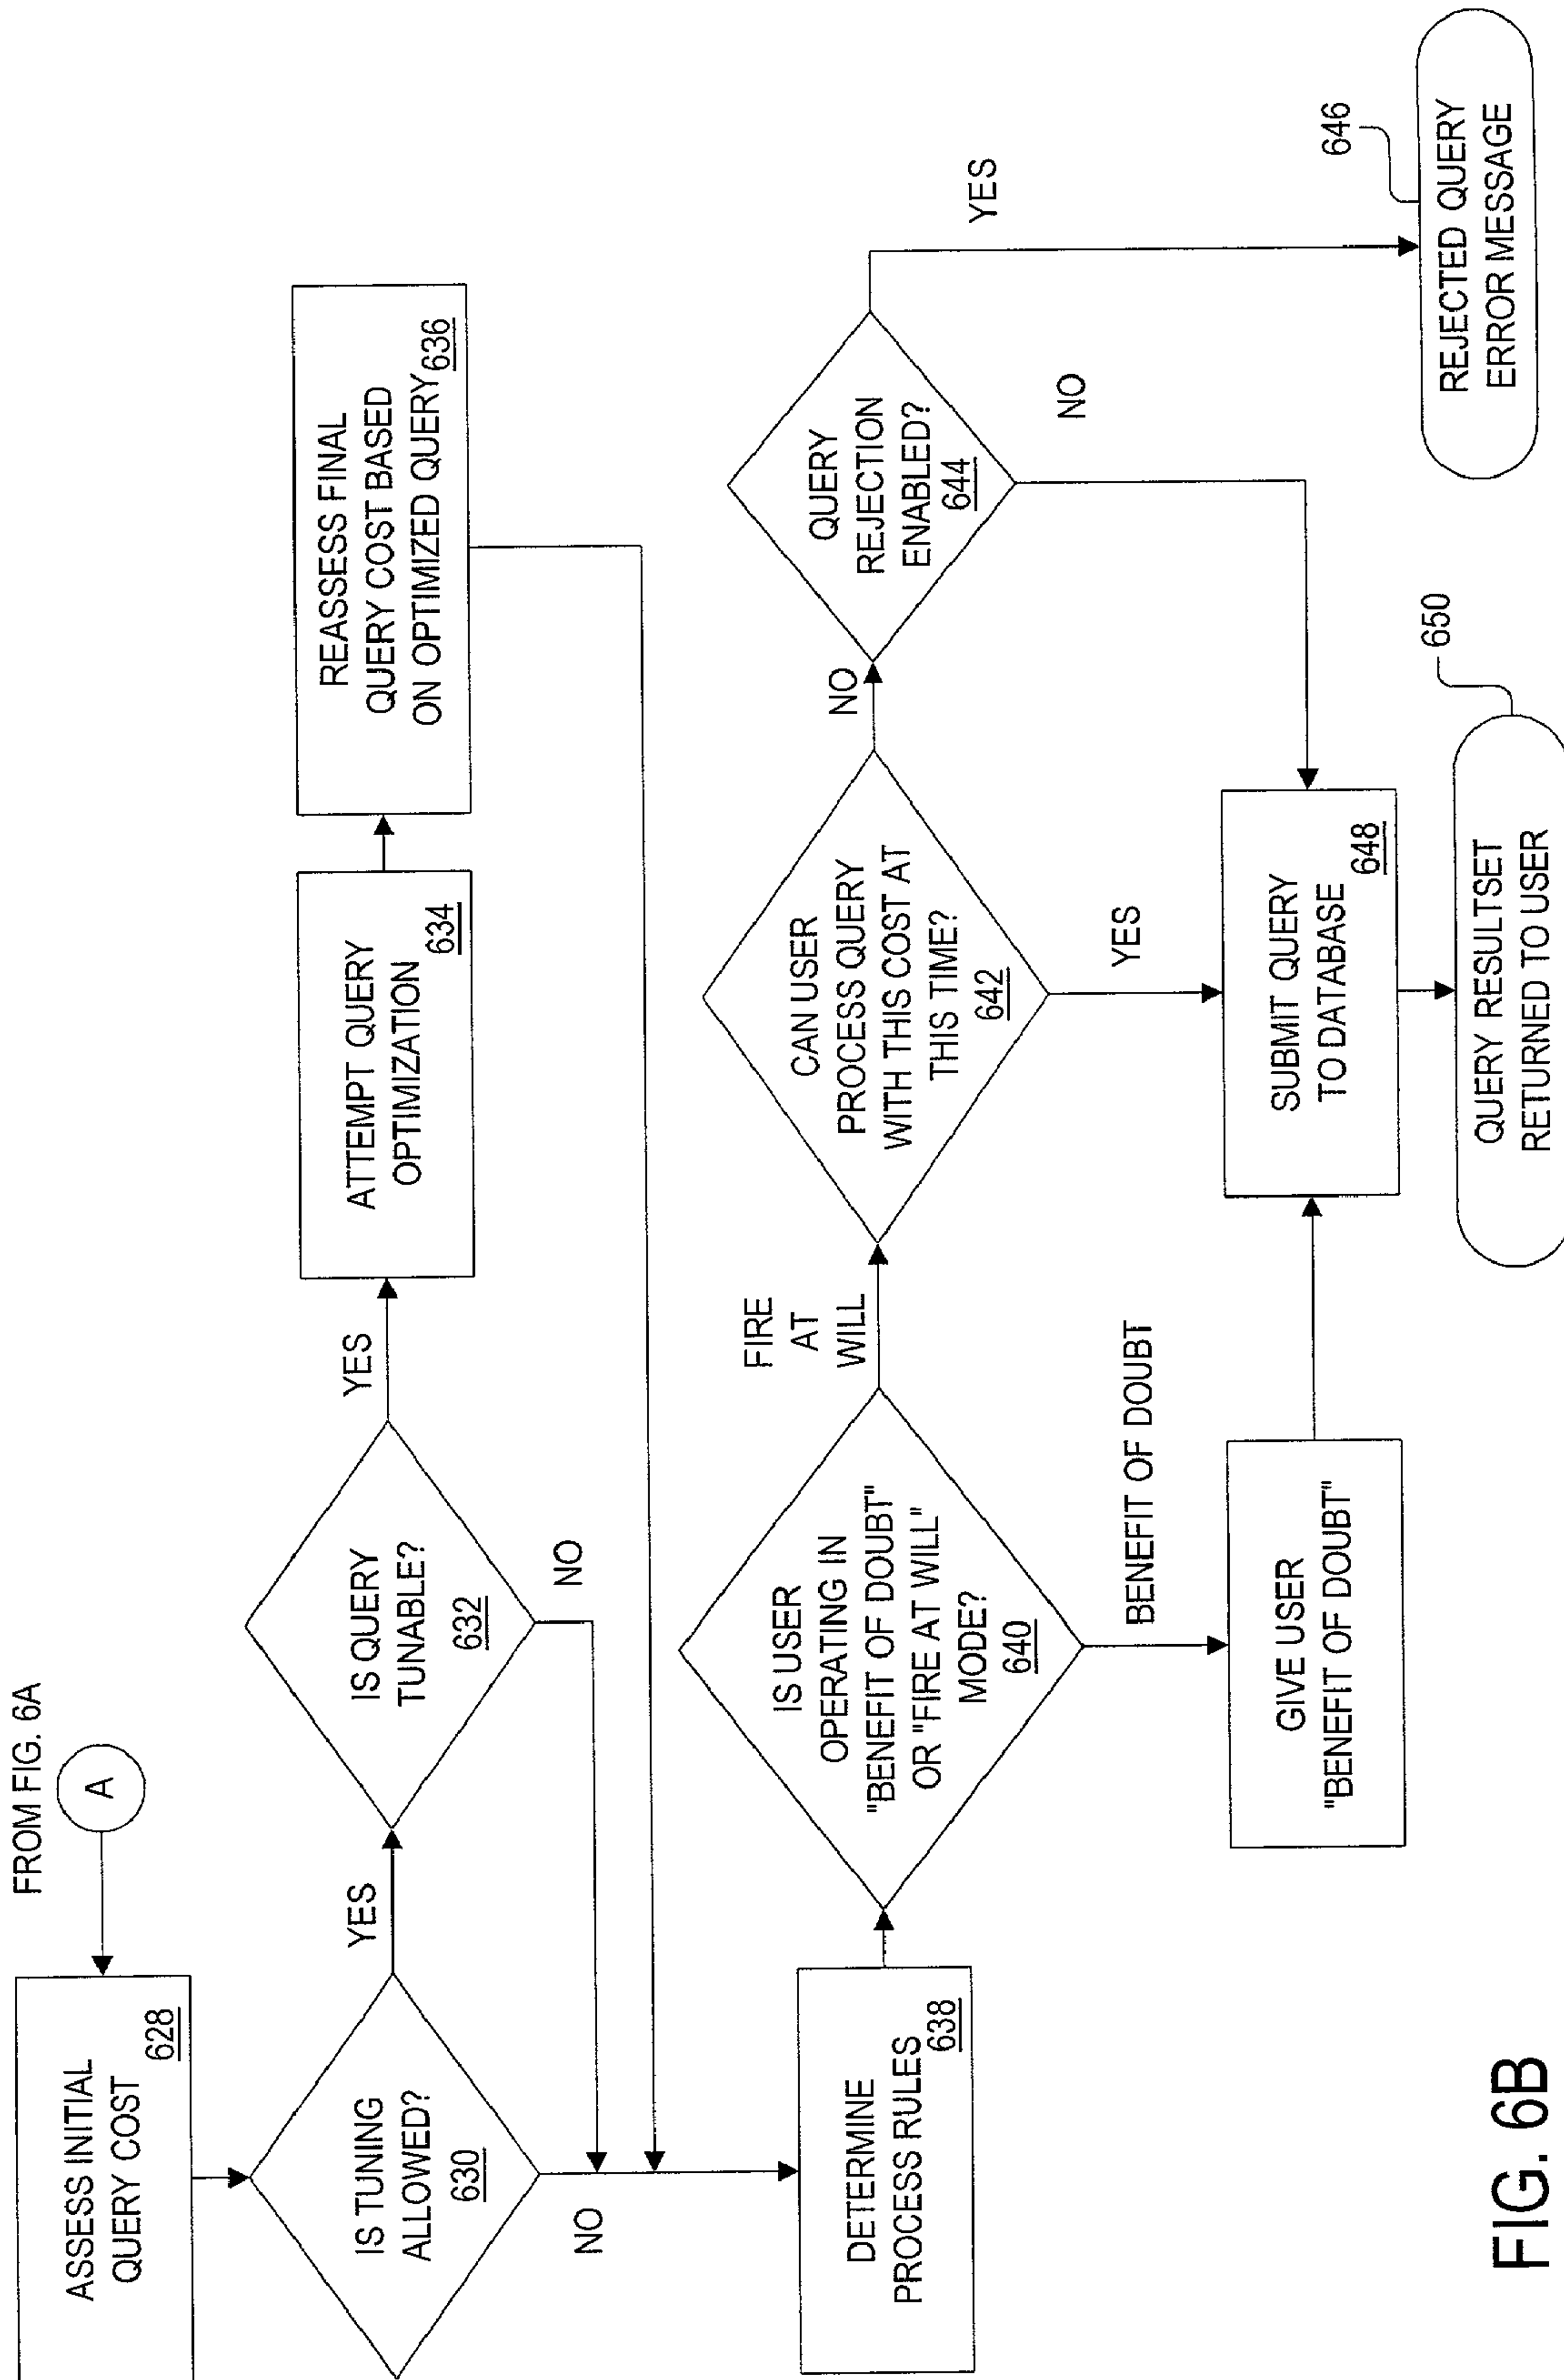 FROM FIG. 6A
A
ASSESS INITIAL
QUERY COST
628
IS TUNING
ALLOWED?
630
YES
NO
IS QUERY
TUNABLE?
632
YES
NO
ATTEMPT QUERY
OPTIMIZATION
634
REASSESS FINAL
QUERY COST BASED
ON OPTIMIZED QUERY
636
DETERMINE
PROCESS RULES
638
IS USER
OPERATING IN
"BENEFIT OF DOUBT"
OR "FIRE AT WILL"
MODE?
640
FIRE
AT
WILL
BENEFIT OF DOUBT
GIVE USER
"BENEFIT OF DOUBT"
CAN USER
PROCESS QUERY
WITH THIS COST AT
THIS TIME?
642
NO
YES
QUERY
REJECTION
ENABLED?
644
YES
NO
646
REJECTED QUERY
ERROR MESSAGE
SUBMIT QUERY
TO DATABASE
648
650
QUERY RESULTSET
RETURNED TO USER
FIG. 6B